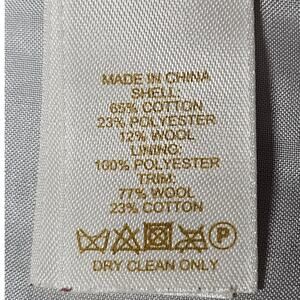 MADE IN CHINA
SHELL:
65% COTTON
23% POLYESTER
12% WOOL
LINING:
100% POLYESTER
TRIM:
77% WOOL
23% COTTON
P
DRY CLEAN ONLY